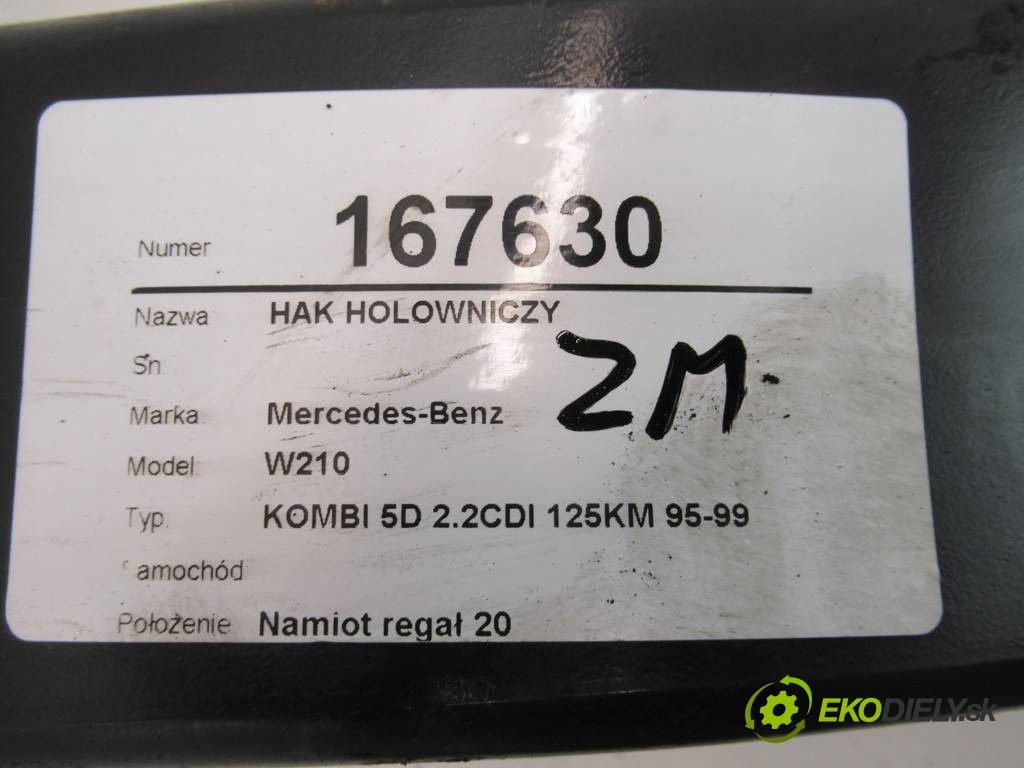 Numer 167630
Nazwa HAK HOLOWNICZY
Sn
ZM
Marka: Mercedes-Benz
Model: W210
Typ: KOMBI 5D 2.2CDI 125KM 95-99
amochód
Położenie Namiot regał 20
EKODIELY.sk